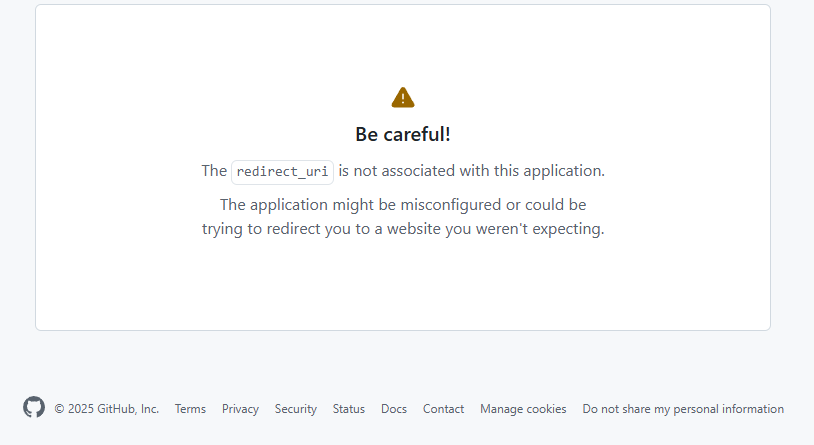 Be careful!
The redirect_uri is not associated with this application.
The application might be misconfigured or could be
trying to redirect you to a website you weren't expecting.
© 2025 GitHub, Inc. Terms Privacy Security Status Docs Contact Manage cookies Do not share my personal information